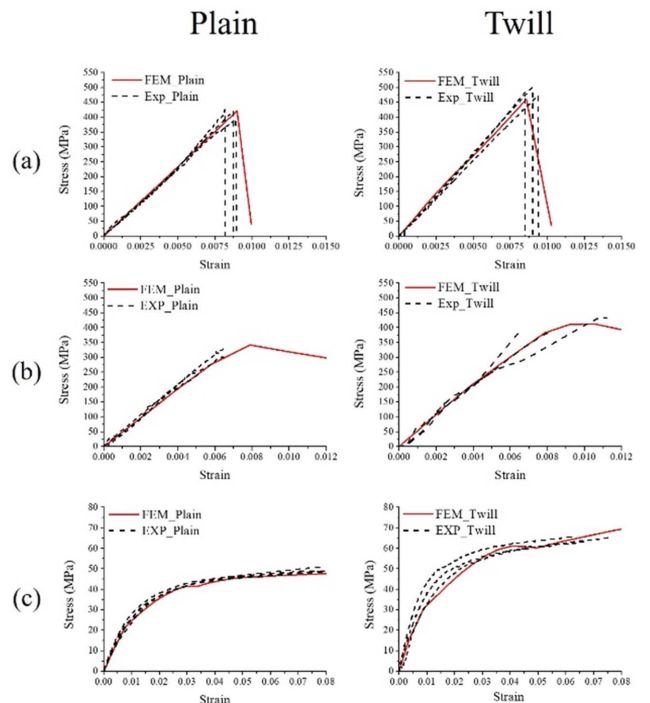 Plain Twill
(a)
550
500
450
400
350
300
250
200
150
100
50
0
Stress (MPa)
FEM_Plain
Exp_Plain
0.0000 0.0025 0.0050 0.0075 0.0100 0.0125 0.0150
Strain
550
500
450
400
350
300
250
200
150
100
50
0
Stress (MPa)
FEM_Twill
Exp_Twill
0.0000 0.0025 0.0050 0.0075 0.0100 0.0125 0.0150
Strain
(b)
550
500
450
400
350
300
250
200
150
100
50
0
Stress (MPa)
FEM_Plain
EXP_Plain
0.000 0.002 0.004 0.006 0.008 0.010 0.012
Strain
550
500
450
400
350
300
250
200
150
100
50
0
Stress (MPa)
FEM_Twill
Exp_Twill
0.000 0.002 0.004 0.006 0.008 0.010 0.012
Strain
(c)
80
70
60
50
40
30
20
10
0
Stress (MPa)
FEM_Plain
EXP_Plain
0.00 0.01 0.02 0.03 0.04 0.05 0.06 0.07 0.08
Strain
80
70
60
50
40
30
20
10
0
Stress (MPa)
FEM_Twill
EXP_Twill
0.00 0.01 0.02 0.03 0.04 0.05 0.06 0.07 0.08
Strain